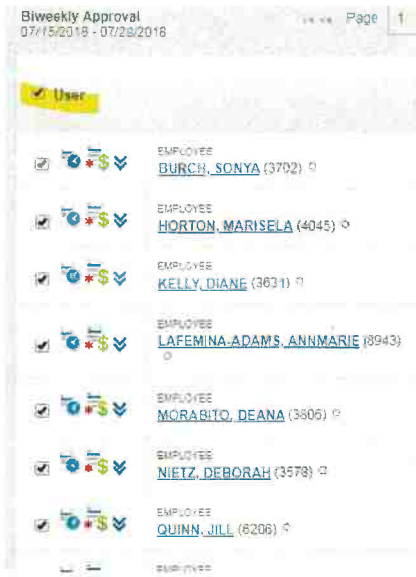 Biweekly Approval
Page 1
07/15/2018 - 07/28/2018
User
EMPLOYEE
BURCH, SONYA (3702)
EMPLOYEE
HORTON, MARISELA (4045)
EMPLOYEE
KELLY, DIANE (3631)
EMPLOYEE
LAFEMINA-ADAMS, ANNMARIE (8943)
EMPLOYEE
MORABITO, DEANA (3806)
EMPLOYEE
NIETZ, DEBORAH (3578)
EMPLOYEE
QUINN, JILL (6206)
EMPLOYEE